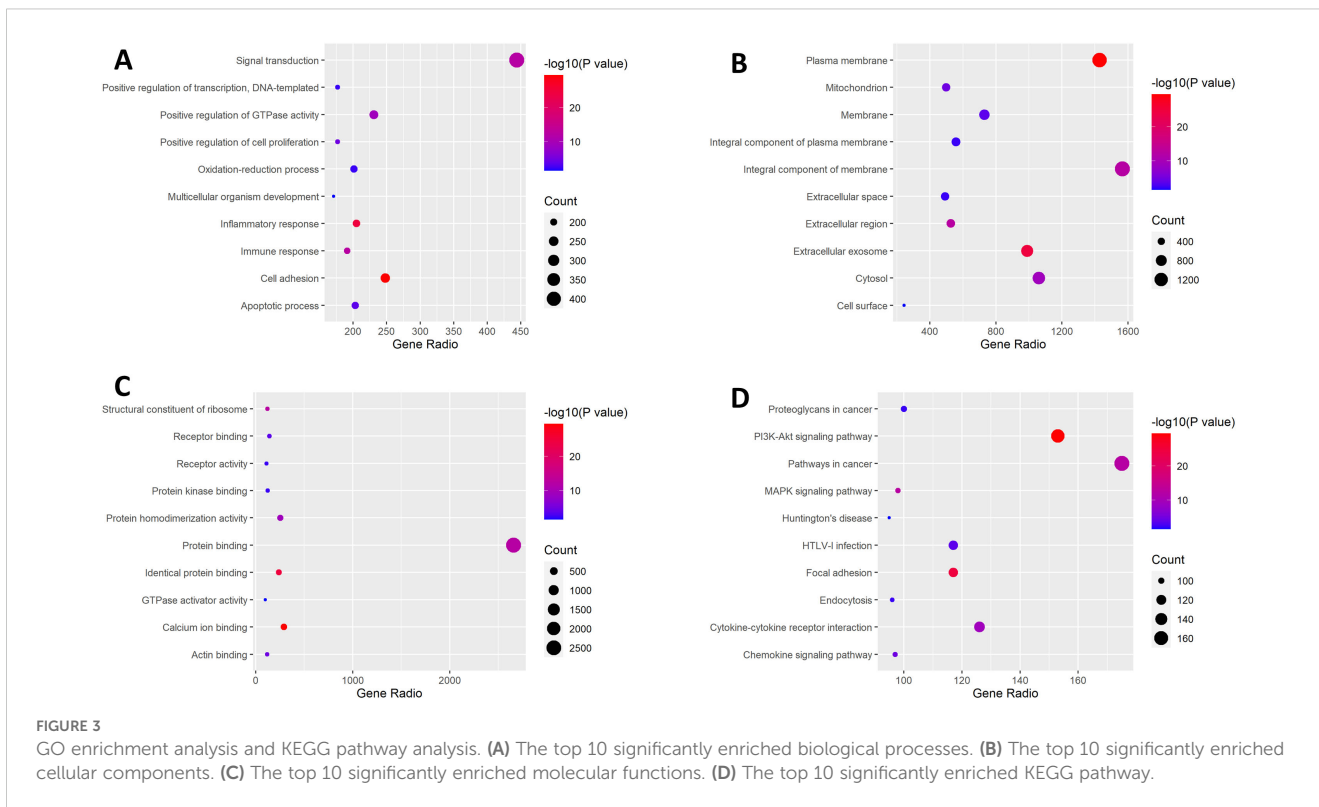 A
Signal transduction
Positive regulation of transcription, DNA-templated
Positive regulation of GTPase activity
Positive regulation of cell proliferation
Oxidation-reduction process
Multicellular organism development
Inflammatory response
Immune response
Cell adhesion
Apoptotic process
200 250 300 350 400 450
Gene Radio
-log10(P value)
20
10
Count
200
250
300
350
400
B
Plasma membrane
Mitochondrion
Membrane
Integral component of plasma membrane
Integral component of membrane
Extracellular space
Extracellular region
Extracellular exosome
Cytosol
Cell surface
400 800 1200 1600
Gene Radio
-log10(P value)
20
10
Count
400
800
1200
C
Structural constituent of ribosome
Receptor binding
Receptor activity
Protein kinase binding
Protein homodimerization activity
Protein binding
Identical protein binding
GTPase activator activity
Calcium ion binding
Actin binding
0 1000 2000
Gene Radio
-log10(P value)
20
10
Count
500
1000
1500
2000
2500
D
Proteoglycans in cancer
PI3K-Akt signaling pathway
Pathways in cancer
MAPK signaling pathway
Huntington's disease
HTLV-I infection
Focal adhesion
Endocytosis
Cytokine-cytokine receptor interaction
Chemokine signaling pathway
100 120 140 160
Gene Radio
-log10(P value)
20
10
Count
100
120
140
160
FIGURE 3
GO enrichment analysis and KEGG pathway analysis. (A) The top 10 significantly enriched biological processes. (B) The top 10 significantly enriched
cellular components. (C) The top 10 significantly enriched molecular functions. (D) The top 10 significantly enriched KEGG pathway.